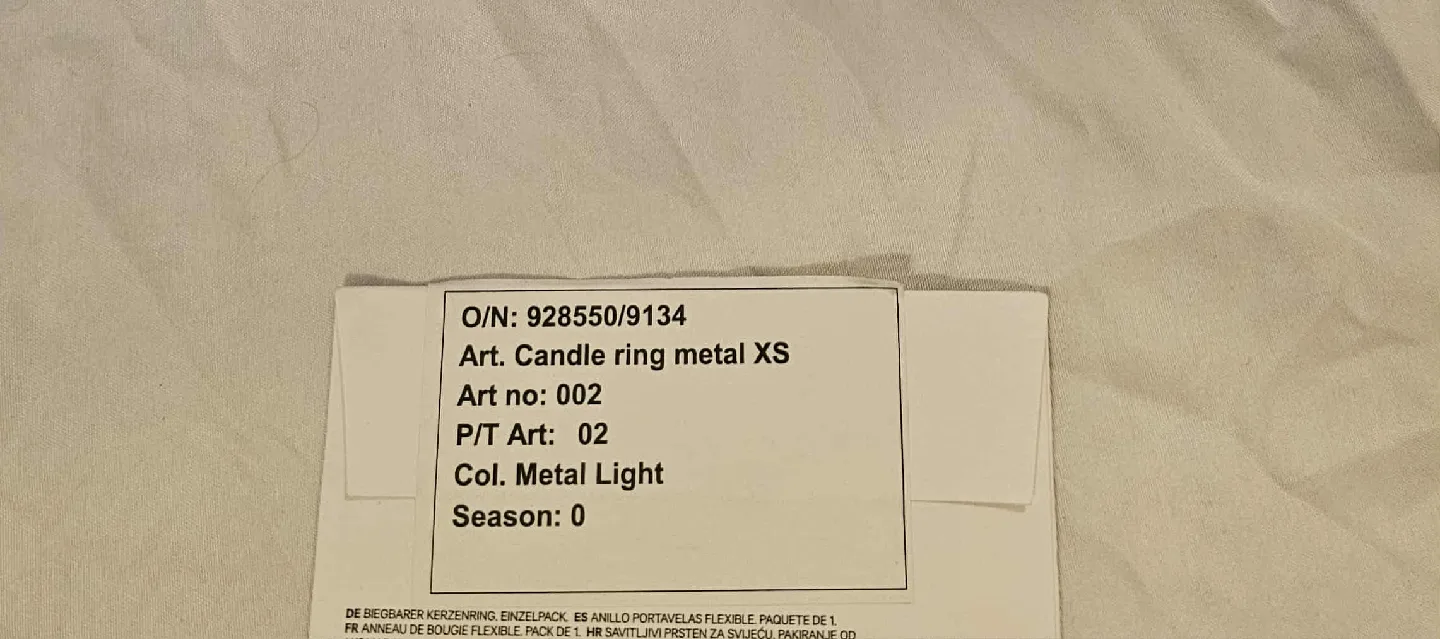 O/N: 928550/9134
Art. Candle ring metal XS
Art no: 002
P/T Art: 02
Col. Metal Light
Season: 0
DE BIEGBARER KERZENRING. EINZELPACK. ES ANILLO PORTAVELAS FLEXIBLE. PAQUETE DE 1.
FR ANNEAU DE BOUGIE FLEXIBLE. PACK DE 1. HR SAVITLJIVI PRSTEN ZA SVIJEĆU. PAKIRANJE OD